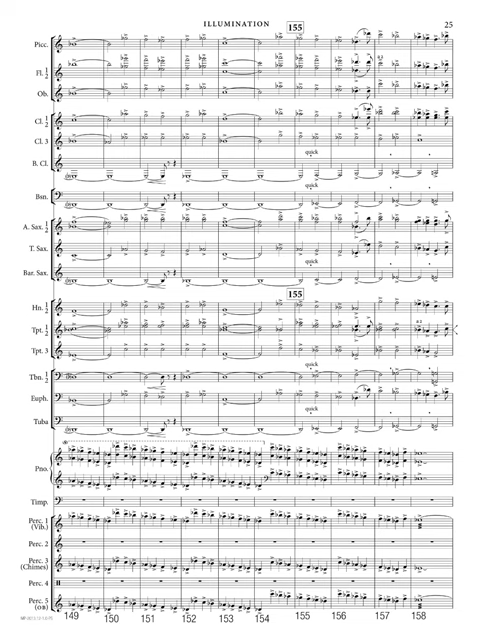 ILLUMINATION 155 25
Picc.
Fl. 1 2
Ob.
Cl. 1 2
Cl. 3
B. Cl.
quick
Bsn.
A. Sax. 1 2
T. Sax.
Bar. Sax.
quick
155
Hn. 1 2
Tpt. 1 2
Tpt. 3
Tbn. 1 2
Euph.
quick
Tuba
Pno.
Timp.
Perc. 1
(Vib.)
Perc. 2
Perc. 3
(Chimes)
Perc. 4
Perc. 5
149 150 151 152 153 154 155 156 157 158